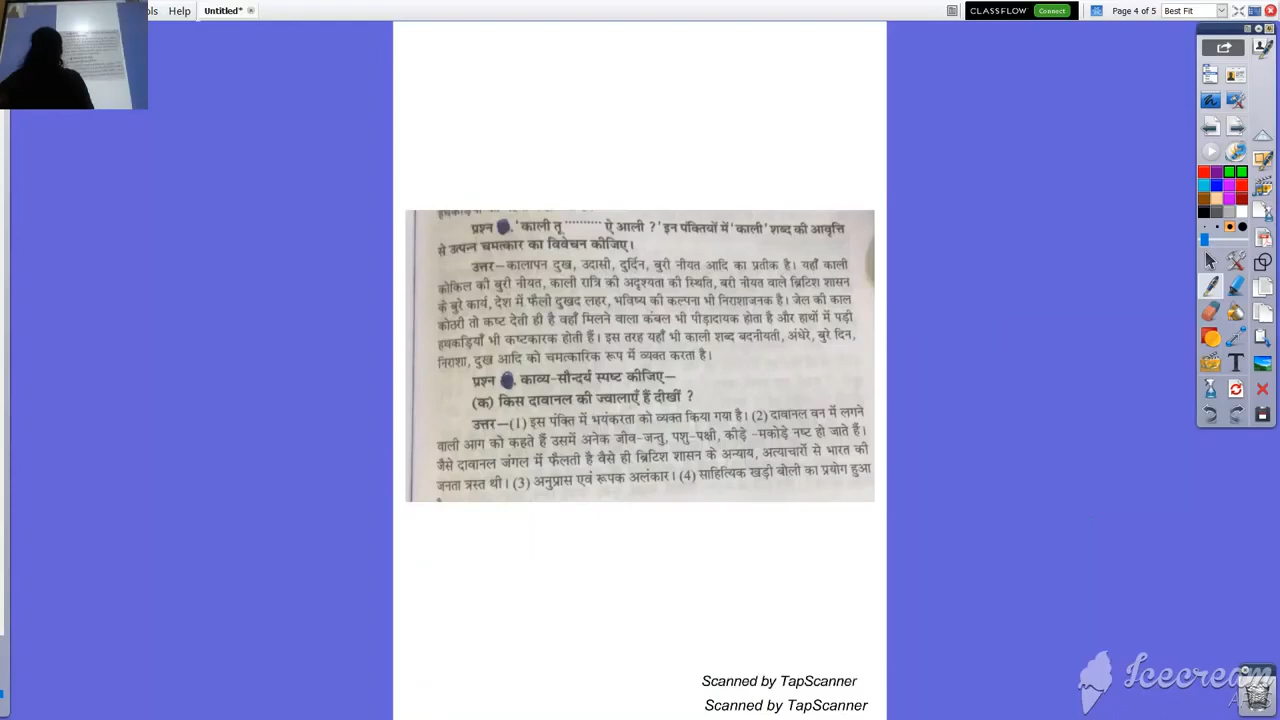 ols Help Untitled*
CLASSFLOW Connect Page 4 of 5 Best Fit
प्रश्न . 'काली तू ............ ऐ आली ?' इन पंक्तियों में 'काली' शब्द की आवृत्ति
से उत्पन्न चमत्कार का विवेचन कीजिए।
उत्तर—कालापन दुख, उदासी, दुर्दिन, बुरी नीयत आदि का प्रतीक है। यहाँ काली
कोकिल की बुरी नीयत, काली रात्रि की अदृश्यता की स्थिति, बरी नीयत वाले ब्रिटिश शासन
के बुरे कार्य, देश में फैली दुखद लहर, भविष्य की कल्पना भी निराशाजनक है। जेल की काल
कोठरी तो कष्ट देती ही है वहाँ मिलने वाला कंबल भी पीड़ादायक होता है और हाथों में पड़ी
हथकड़ियाँ भी कष्टकारक होती हैं। इस तरह यहाँ भी काली शब्द बदनीयती, अंधेरे, बुरे दिन,
निराशा, दुख आदि को चमत्कारिक रूप में व्यक्त करता है।
प्रश्न . काव्य-सौन्दर्य स्पष्ट कीजिए—
(क) किस दावानल की ज्वालाएँ हैं दीखीं ?
उत्तर—(1) इस पंक्ति में भयंकरता को व्यक्त किया गया है। (2) दावानल वन में लगने
वाली आग को कहते हैं उसमें अनेक जीव-जन्तु, पशु-पक्षी, कीड़े -मकोड़े नष्ट हो जाते हैं।
जैसे दावानल जंगल में फैलती है वैसे ही ब्रिटिश शासन के अन्याय, अत्याचारों से भारत की
जनता त्रस्त थी। (3) अनुप्रास एवं रूपक अलंकार। (4) साहित्यिक खड़ी बोली का प्रयोग हुआ
Scanned by TapScanner
Scanned by TapScanner
Icecream
APPS